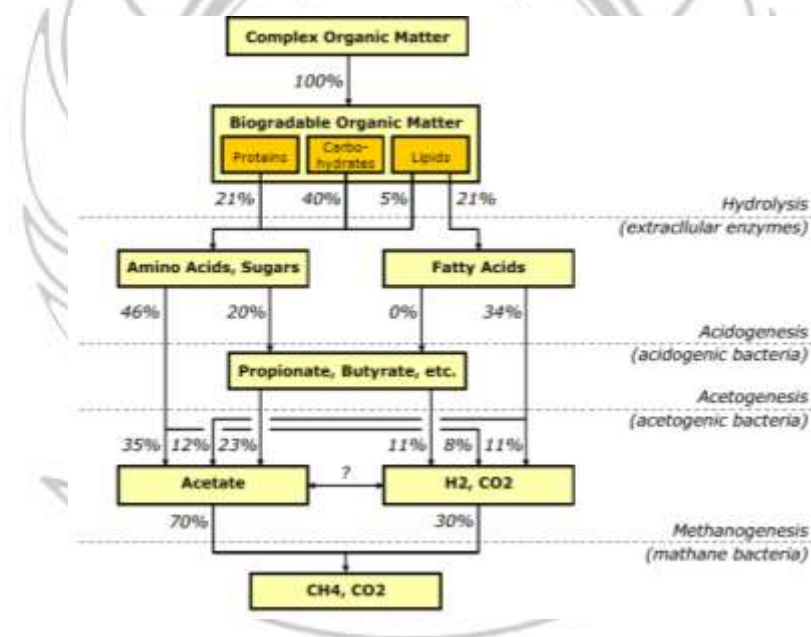 Complex Organic Matter
100%
Biogradable Organic Matter
Proteins
Carbo-
hydrates
Lipids
21% 40% 5% 21%
Hydrolysis
(extracllular enzymes)
Amino Acids, Sugars
Fatty Acids
46% 20% 0% 34%
Acidogenesis
(acidogenic bacteria)
Propionate, Butyrate, etc.
Acetogenesis
(acetogenic bacteria)
35% 12% 23% 11% 8% 11%
Acetate
?
H2, CO2
70% 30%
Methanogenesis
(mathane bacteria)
CH4, CO2